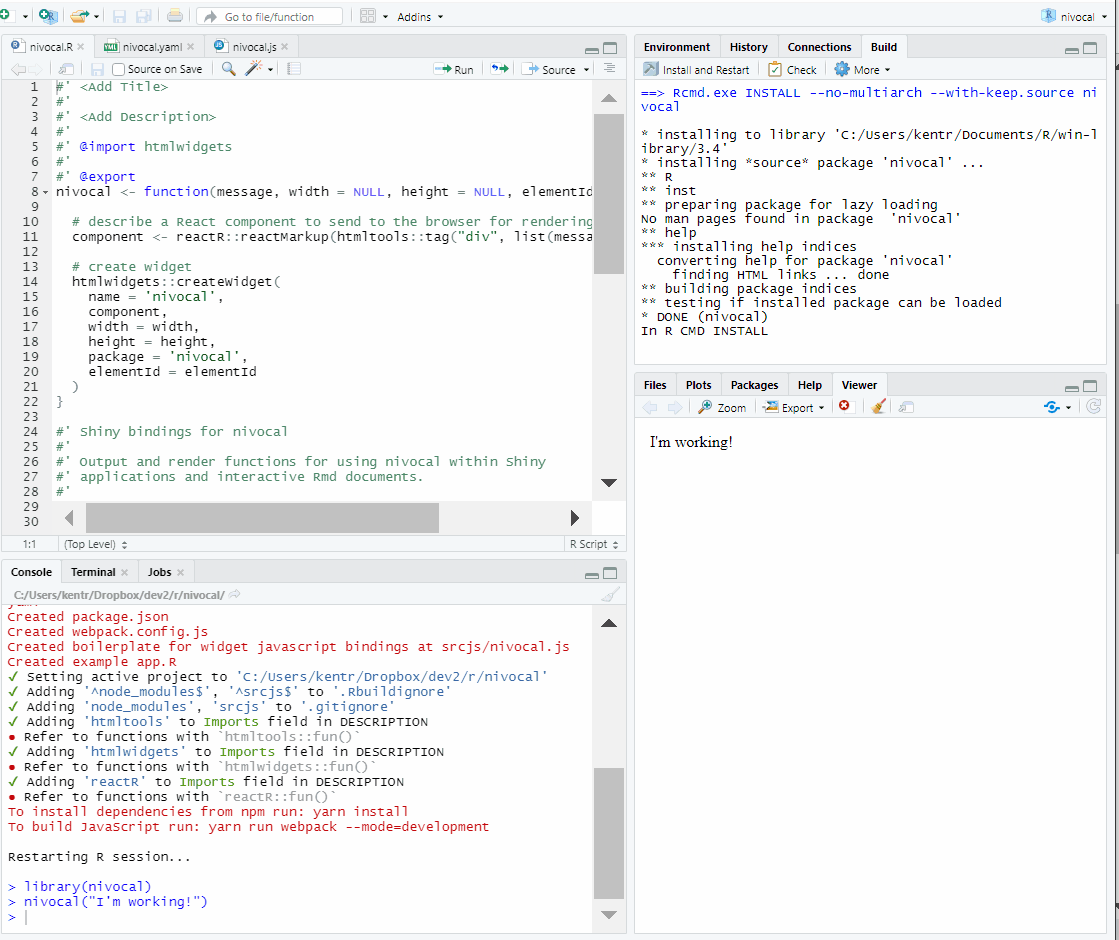 Go to file/function
Addins
nivocal
nivocal.R
nivocal.yaml
nivocal.js
Source on Save
Run
Source
1 #' <Add Title>
2 #'
3 #' <Add Description>
4 #'
5 #' @import htmlwidgets
6 #'
7 #' @export
8 nivocal <- function(message, width = NULL, height = NULL, elementId
9
10 # describe a React component to send to the browser for rendering
11 component <- reactR::reactMarkup(htmltools::tag("div", list(messa
12
13 # create widget
14 htmlwidgets::createWidget(
15 name = 'nivocal',
16 component,
17 width = width,
18 height = height,
19 package = 'nivocal',
20 elementId = elementId
21 )
22 }
23
24 #' Shiny bindings for nivocal
25 #'
26 #' Output and render functions for using nivocal within Shiny
27 #' applications and interactive Rmd documents.
28 #'
29
30
1:1 (Top Level) R Script
Console Terminal Jobs
C:/Users/kentr/Dropbox/dev2/r/nivocal/
Created package.json
Created webpack.config.js
Created boilerplate for widget javascript bindings at srcjs/nivocal.js
Created example app.R
✓ Setting active project to 'C:/Users/kentr/Dropbox/dev2/r/nivocal'
✓ Adding '^node_modules$', '^srcjs$' to '.Rbuildignore'
✓ Adding 'node_modules', 'srcjs' to '.gitignore'
✓ Adding 'htmltools' to Imports field in DESCRIPTION
● Refer to functions with `htmltools::fun()`
✓ Adding 'htmlwidgets' to Imports field in DESCRIPTION
● Refer to functions with `htmlwidgets::fun()`
✓ Adding 'reactR' to Imports field in DESCRIPTION
● Refer to functions with `reactR::fun()`
To install dependencies from npm run: yarn install
To build JavaScript run: yarn run webpack --mode=development
Restarting R session...
> library(nivocal)
> nivocal("I'm working!")
>
Environment History Connections Build
Install and Restart Check More
==> Rcmd.exe INSTALL --no-multiarch --with-keep.source ni
vocal
* installing to library 'C:/Users/kentr/Documents/R/win-l
ibrary/3.4'
* installing *source* package 'nivocal' ...
** R
** inst
** preparing package for lazy loading
No man pages found in package 'nivocal'
** help
*** installing help indices
converting help for package 'nivocal'
finding HTML links ... done
** building package indices
** testing if installed package can be loaded
* DONE (nivocal)
In R CMD INSTALL
Files Plots Packages Help Viewer
Zoom Export
I'm working!